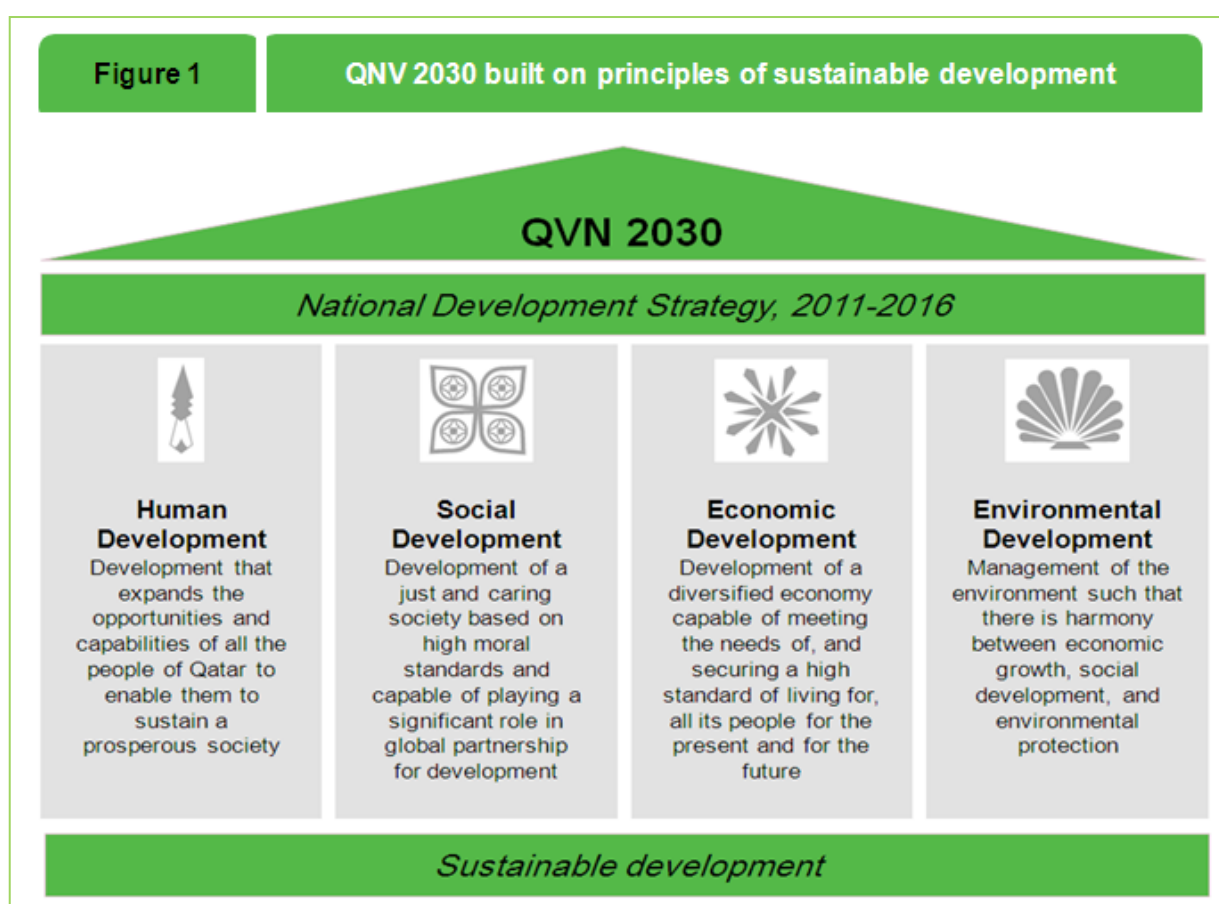 Figure 1
QNV 2030 built on principles of sustainable development
QVN 2030
National Development Strategy, 2011-2016
Human
Development
Development that
expands the
opportunities and
capabilities of all the
people of Qatar to
enable them to
sustain a
prosperous society
Social
Development
Development of a
just and caring
society based on
high moral
standards and
capable of playing a
significant role in
global partnership
for development
Economic
Development
Development of a
diversified economy
capable of meeting
the needs of, and
securing a high
standard of living for,
all its people for the
present and for the
future
Environmental
Development
Management of the
environment such that
there is harmony
between economic
growth, social
development, and
environmental
protection
Sustainable development